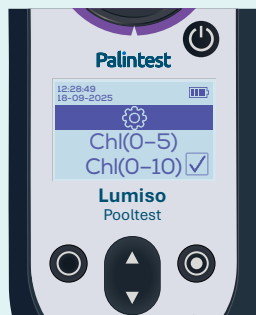 Palintest
12:28:49
18-09-2025
Chl(0–5)
Chl(0–10)
Lumiso
Pooltest